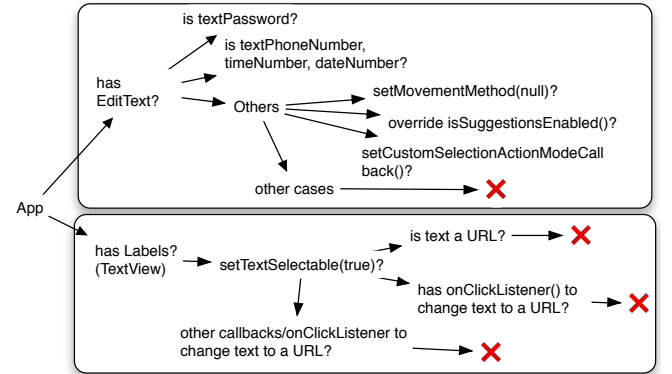 is textPassword?
is textPhoneNumber,
timeNumber, dateNumber?
has
EditText?
Others
setMovementMethod(null)?
override isSuggestionsEnabled()?
setCustomSelectionActionModeCall
back()?
other cases
App
has Labels?
(TextView)
setTextSelectable(true)?
is text a URL?
has onClickListener() to
change text to a URL?
other callbacks/onClickListener to
change text to a URL?